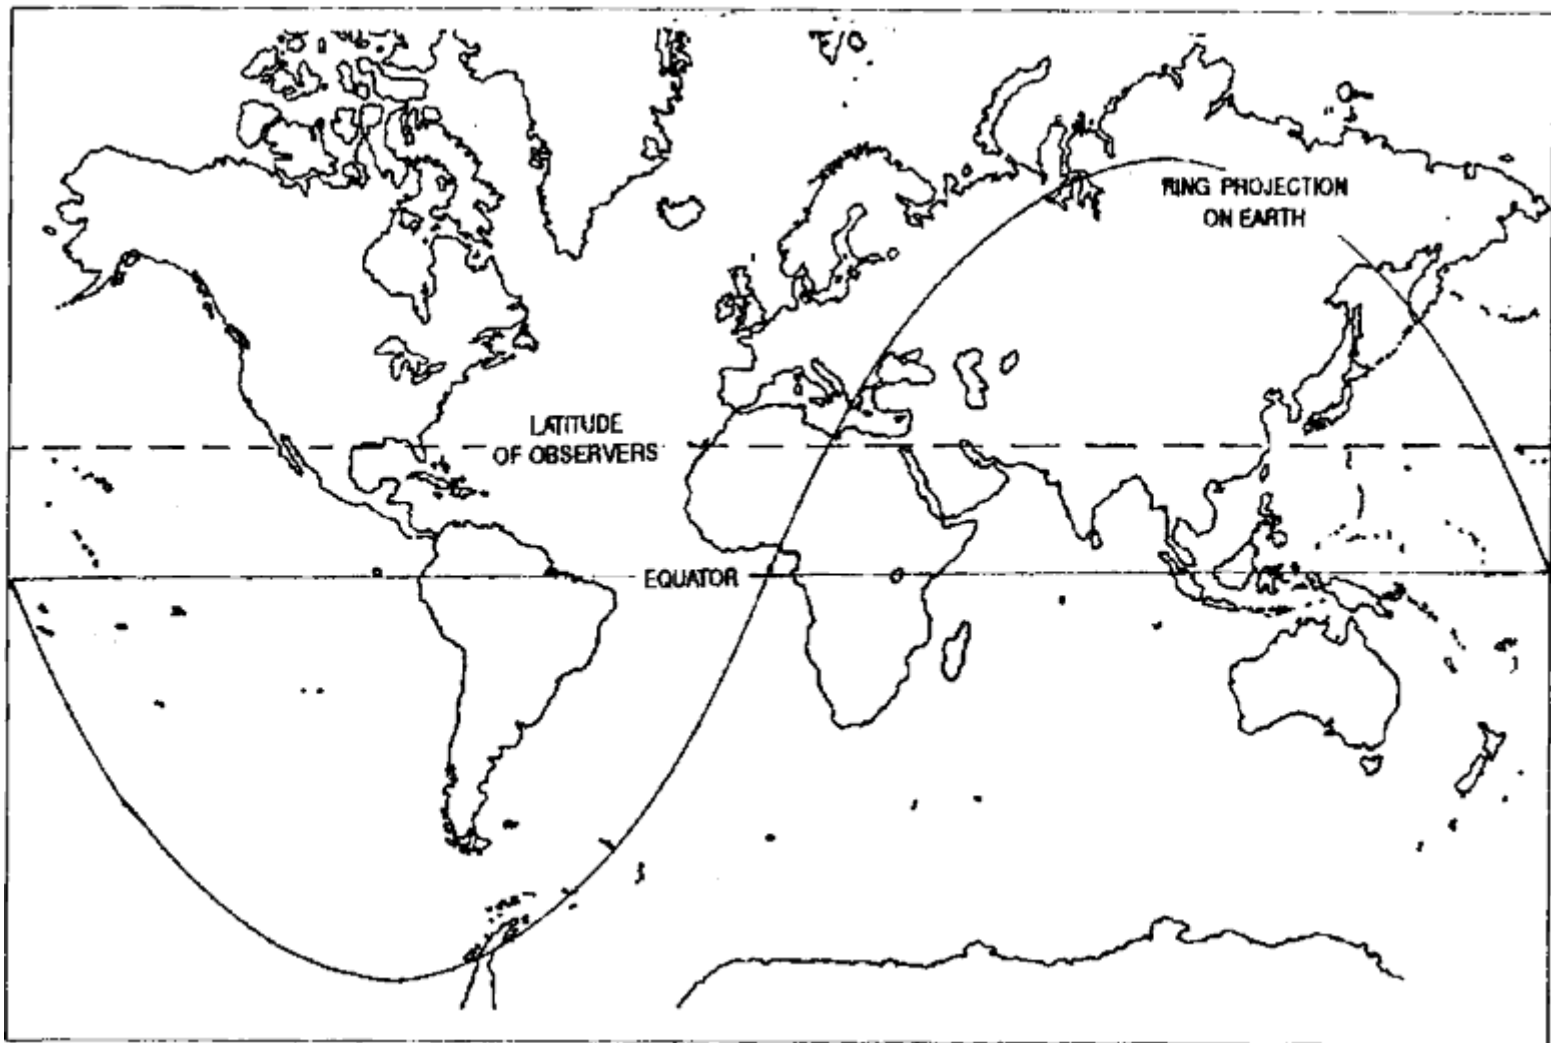 RING PROJECTION
ON EARTH
LATITUDE
OF OBSERVERS
EQUATOR